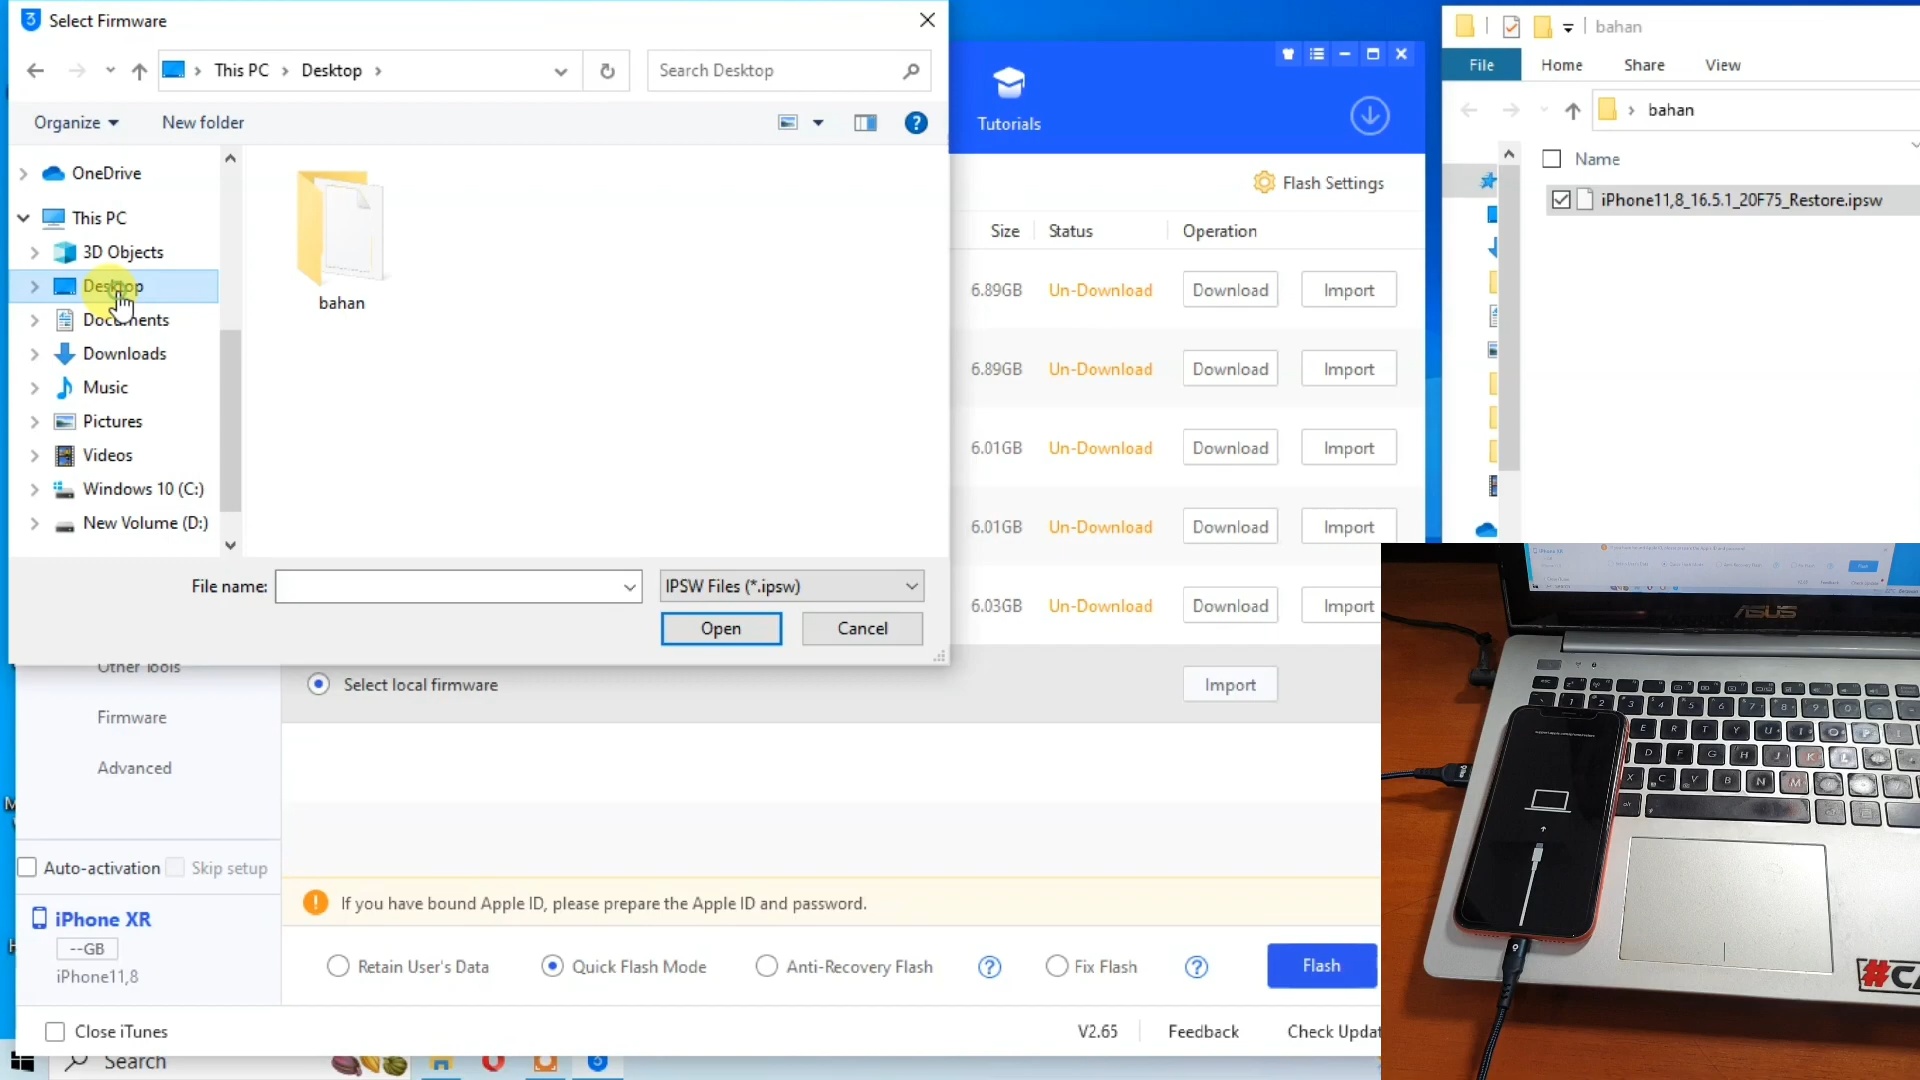 Select Firmware
This PC > Desktop >
Search Desktop
Organize
New folder
OneDrive
This PC
3D Objects
Desktop
Documents
Downloads
Music
Pictures
Videos
Windows 10 (C:)
New Volume (D:)
bahan
File name:
IPSW Files (*.ipsw)
Open
Cancel
Tutorials
Flash Settings
Size
Status
Operation
6.89GB
Un-Download
Download
Import
6.89GB
Un-Download
Download
Import
6.01GB
Un-Download
Download
Import
6.01GB
Un-Download
Download
Import
6.03GB
Un-Download
Download
Import
Select local firmware
Import
Other Tools
Firmware
Advanced
Auto-activation
Skip setup
iPhone XR
--GB
iPhone11,8
If you have bound Apple ID, please prepare the Apple ID and password.
Retain User's Data
Quick Flash Mode
Anti-Recovery Flash
Fix Flash
Flash
Close iTunes
V2.65
Feedback
Check Updat
Search
bahan
File
Home
Share
View
> bahan
Name
iPhone11,8_16.5.1_20F75_Restore.ipsw
ASUS